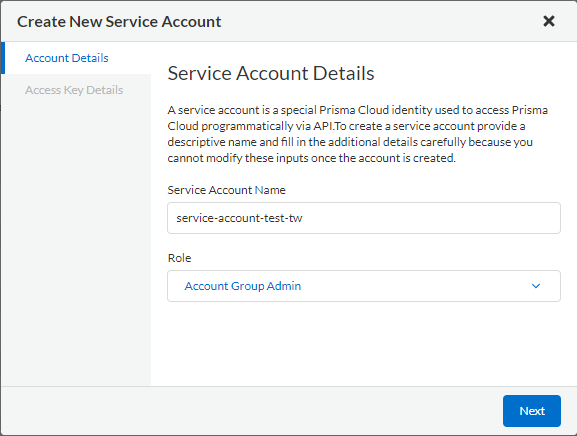 Create New Service Account
Account Details
Access Key Details
Service Account Details
A service account is a special Prisma Cloud identity used to access Prisma
Cloud programmatically via API.To create a service account provide a
descriptive name and fill in the additional details carefully because you
cannot modify these inputs once the account is created.
Service Account Name
service-account-test-tw
Role
Account Group Admin
Next